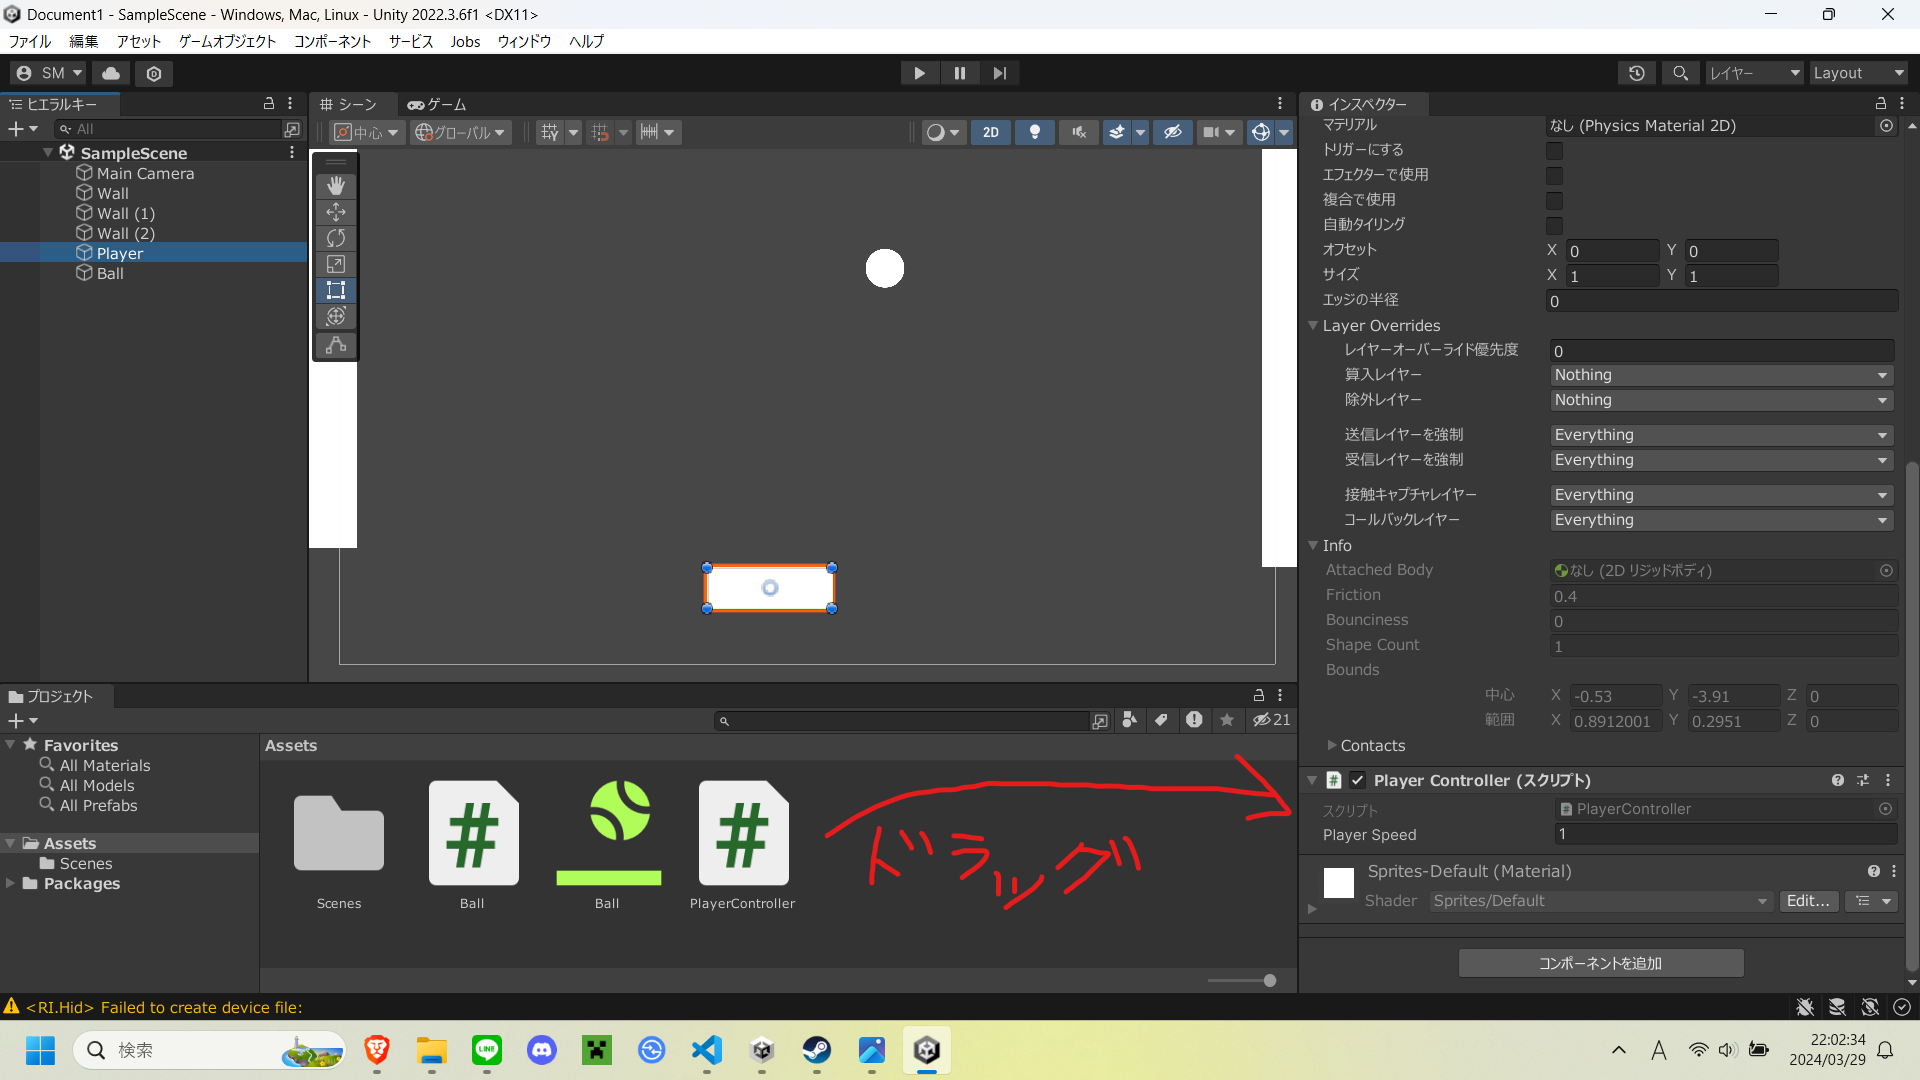 Document1 - SampleScene - Windows, Mac, Linux - Unity 2022.3.6f1 <DX11>
ファイル 編集 アセット ゲームオブジェクト コンポーネント サービス Jobs ウィンドウ ヘルプ
SM レイヤー Layout
ヒエラルキー
All
SampleScene
Main Camera
Wall
Wall (1)
Wall (2)
Player
Ball
シーン ゲーム
中心 グローバル 2D
インスペクター
マテリアル なし (Physics Material 2D)
トリガーにする
エフェクターで使用
複合で使用
自動タイリング
オフセット X 0 Y 0
サイズ X 1 Y 1
エッジの半径 0
Layer Overrides
レイヤーオーバーライド優先度 0
算入レイヤー Nothing
除外レイヤー Nothing
送信レイヤーを強制 Everything
受信レイヤーを強制 Everything
接触キャプチャレイヤー Everything
コールバックレイヤー Everything
Info
Attached Body なし (2D リジッドボディ)
Friction 0.4
Bounciness 0
Shape Count 1
Bounds
中心 X -0.53 Y -3.91 Z 0
範囲 X 0.8912001 Y 0.2951 Z 0
Contacts
# Player Controller (スクリプト)
スクリプト PlayerController
Player Speed 1
Sprites-Default (Material)
Shader Sprites/Default Edit...
コンポーネントを追加
プロジェクト
21
Favorites
All Materials
All Models
All Prefabs
Assets
Scenes
Packages
Assets
# #
Scenes Ball Ball PlayerController
ドラッグ
<RI.Hid> Failed to create device file:
検索
LINE
A
22:02:34
2024/03/29